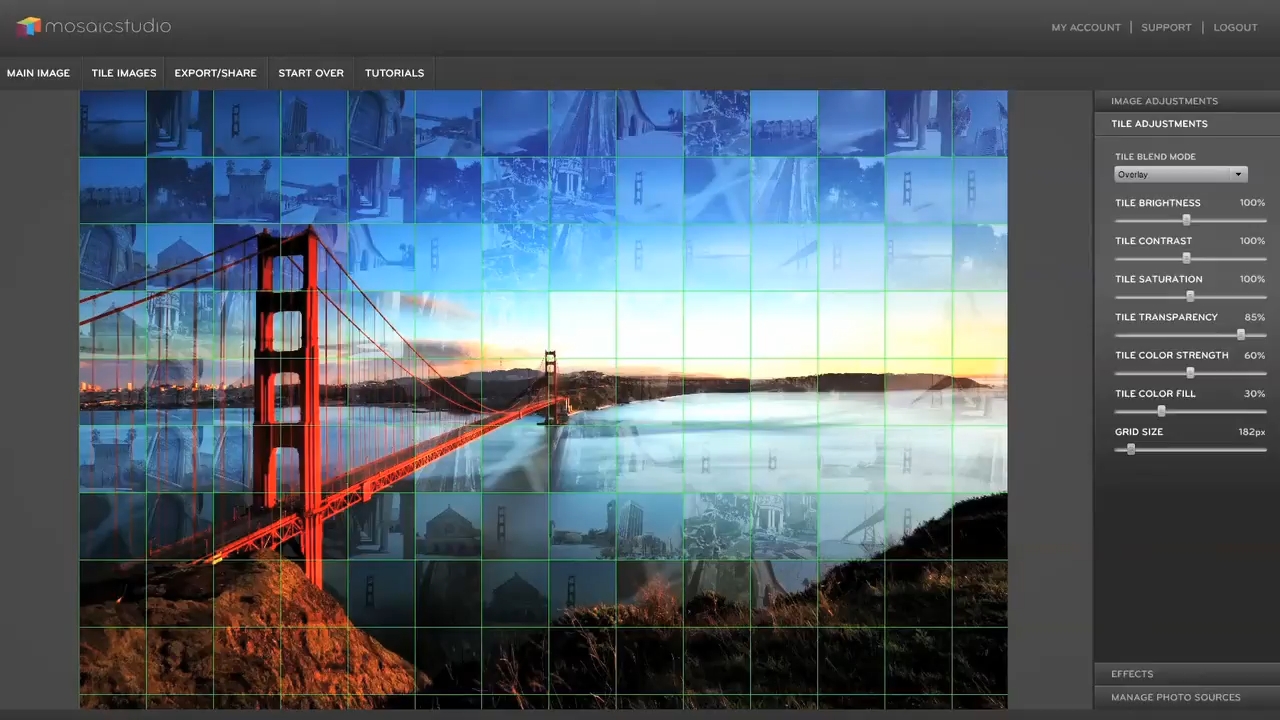 mosaicstudio
MY ACCOUNT | SUPPORT | LOGOUT
MAIN IMAGE
TILE IMAGES
EXPORT/SHARE
START OVER
TUTORIALS
IMAGE ADJUSTMENTS
TILE ADJUSTMENTS
TILE BLEND MODE
Overlay
TILE BRIGHTNESS 100%
TILE CONTRAST 100%
TILE SATURATION 100%
TILE TRANSPARENCY 85%
TILE COLOR STRENGTH 60%
TILE COLOR FILL 30%
GRID SIZE 182px
EFFECTS
MANAGE PHOTO SOURCES